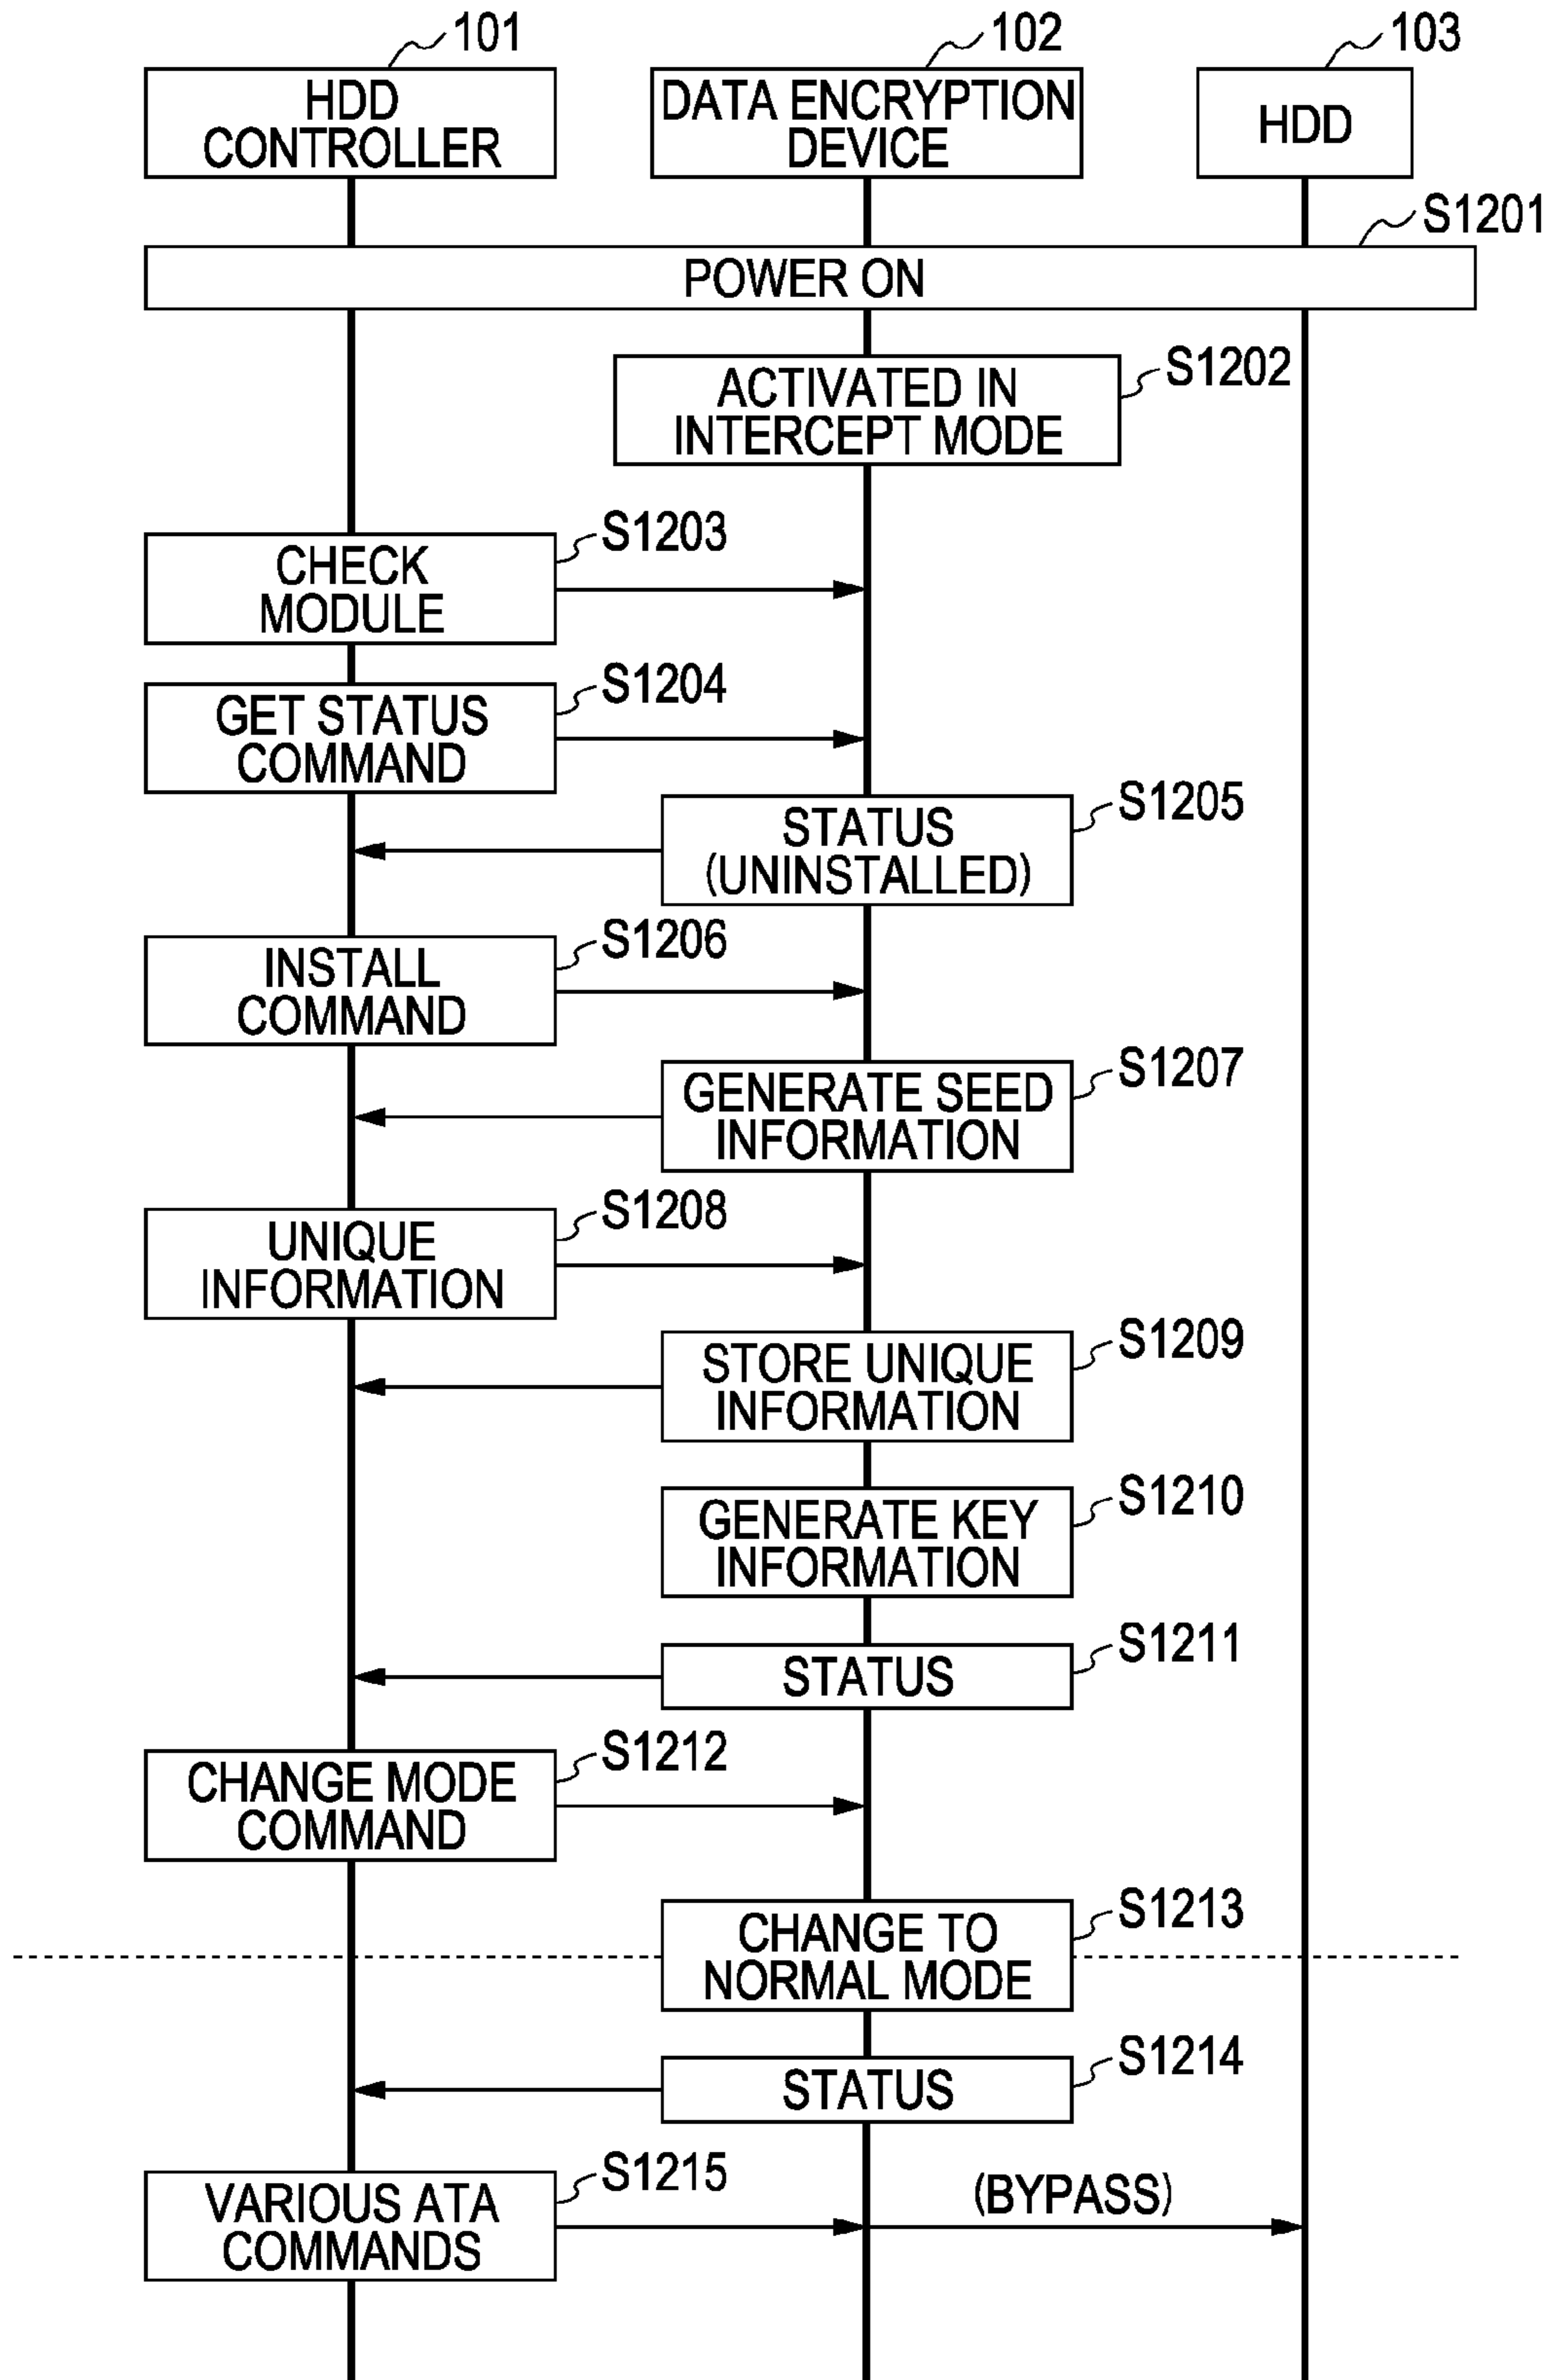 101
102
103
HDD
CONTROLLER
DATA ENCRYPTION
DEVICE
HDD
S1201
POWER ON
S1202
ACTIVATED IN
INTERCEPT MODE
S1203
CHECK
MODULE
S1204
GET STATUS
COMMAND
S1205
STATUS
(UNINSTALLED)
S1206
INSTALL
COMMAND
S1207
GENERATE SEED
INFORMATION
S1208
UNIQUE
INFORMATION
S1209
STORE UNIQUE
INFORMATION
S1210
GENERATE KEY
INFORMATION
S1211
STATUS
S1212
CHANGE MODE
COMMAND
S1213
CHANGE TO
NORMAL MODE
S1214
STATUS
S1215
VARIOUS ATA
COMMANDS
(BYPASS)